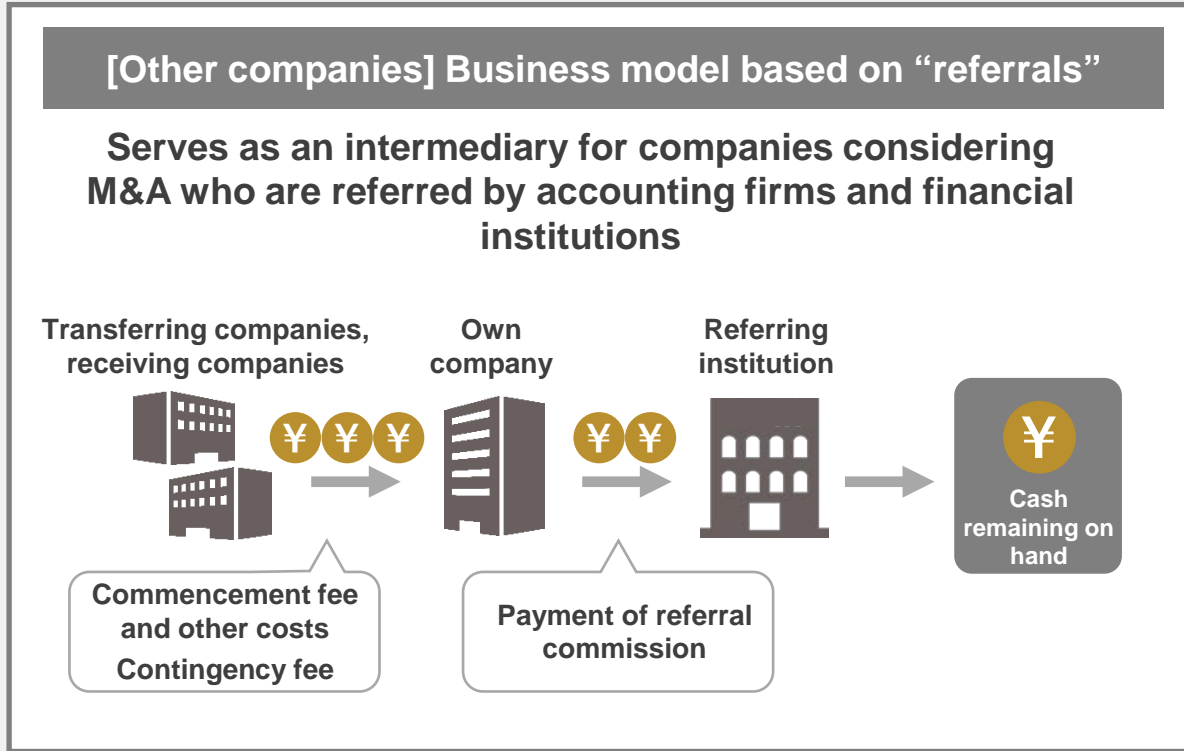 [Other companies] Business model based on “referrals”
Serves as an intermediary for companies considering
M&A who are referred by accounting firms and financial
institutions
Transferring companies,
receiving companies
Own
company
Referring
institution
¥ ¥ ¥
¥ ¥
¥
Cash
remaining on
hand
Commencement fee
and other costs
Contingency fee
Payment of referral
commission